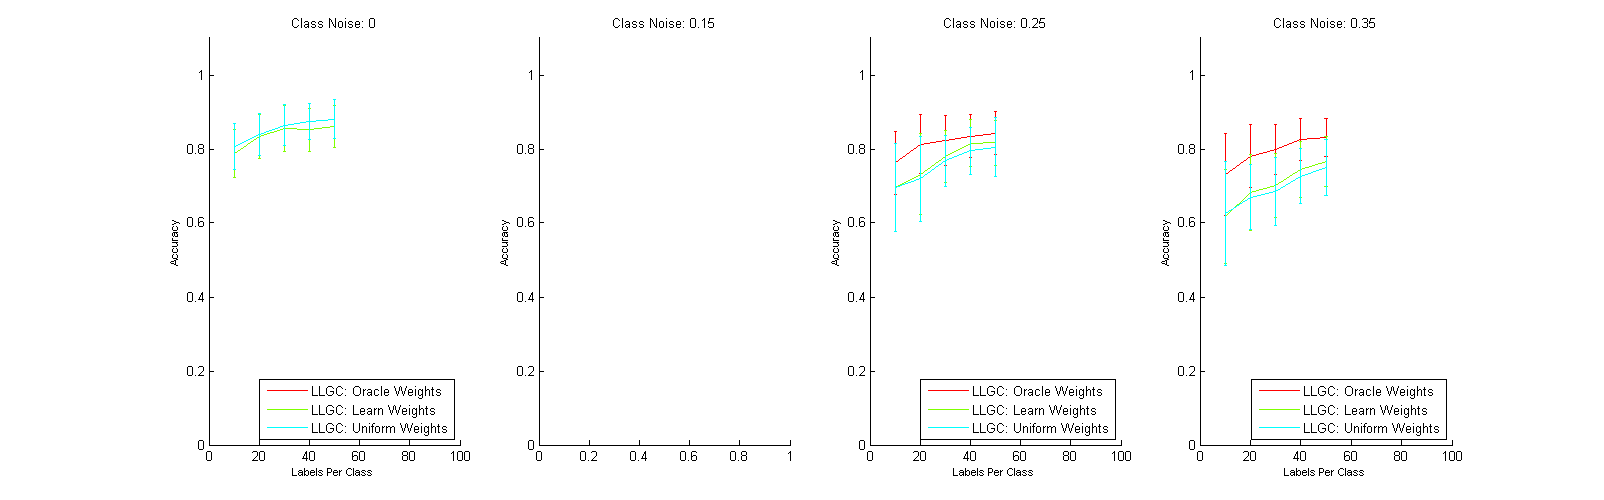 Class Noise: 0
1
0.8
0.6
0.4
0.2
0
Accuracy
LLGC: Oracle Weights
LLGC: Learn Weights
LLGC: Uniform Weights
0 20 40 60 80 100
Labels Per Class
Class Noise: 0.15
1
0.8
0.6
0.4
0.2
0
Accuracy
0 0.2 0.4 0.6 0.8 1
Class Noise: 0.25
1
0.8
0.6
0.4
0.2
0
Accuracy
LLGC: Oracle Weights
LLGC: Learn Weights
LLGC: Uniform Weights
0 20 40 60 80 100
Labels Per Class
Class Noise: 0.35
1
0.8
0.6
0.4
0.2
0
Accuracy
LLGC: Oracle Weights
LLGC: Learn Weights
LLGC: Uniform Weights
0 20 40 60 80 100
Labels Per Class